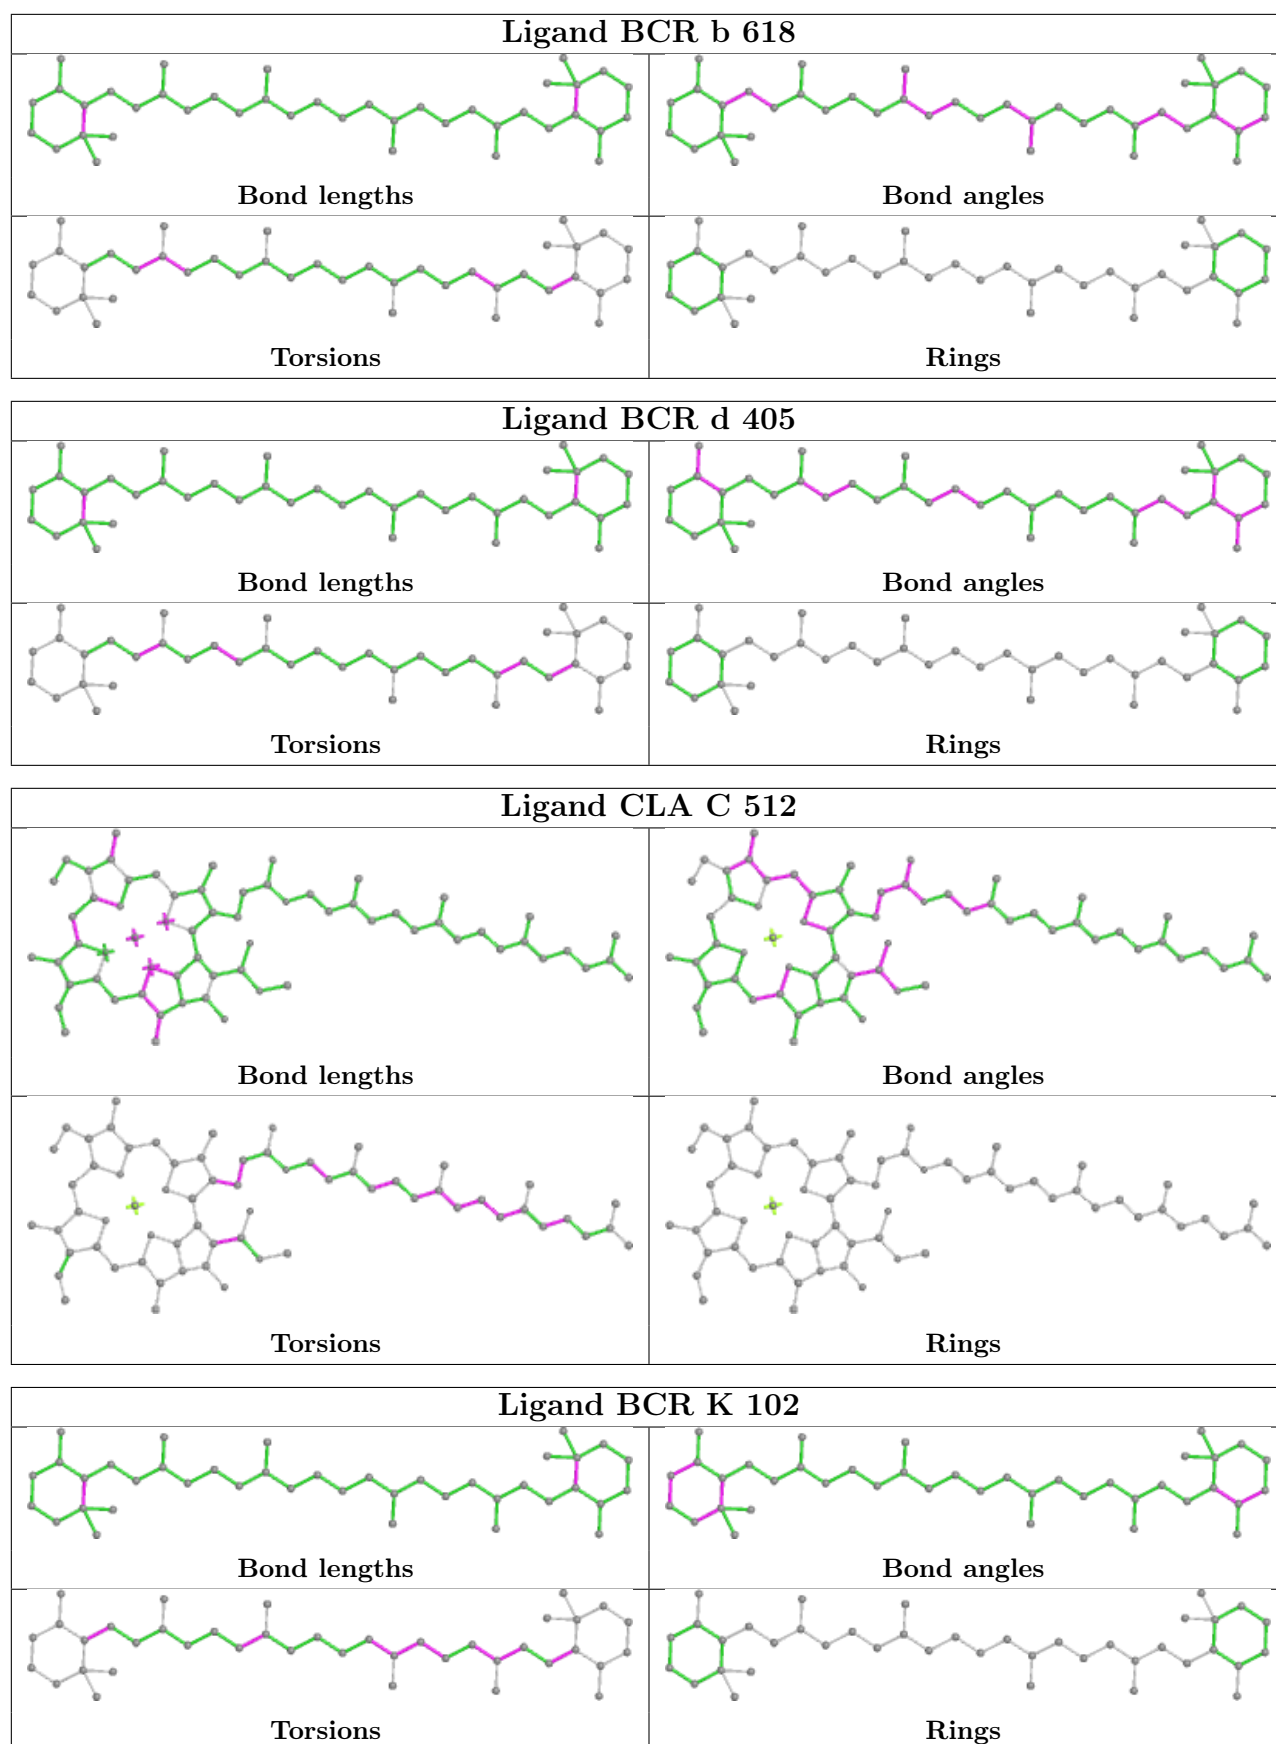 Ligand BCR b 618
Bond lengths
Bond angles
Torsions
Rings
Ligand BCR d 405
Bond lengths
Bond angles
Torsions
Rings
Ligand CLA C 512
Bond lengths
Bond angles
Torsions
Rings
Ligand BCR K 102
Bond lengths
Bond angles
Torsions
Rings